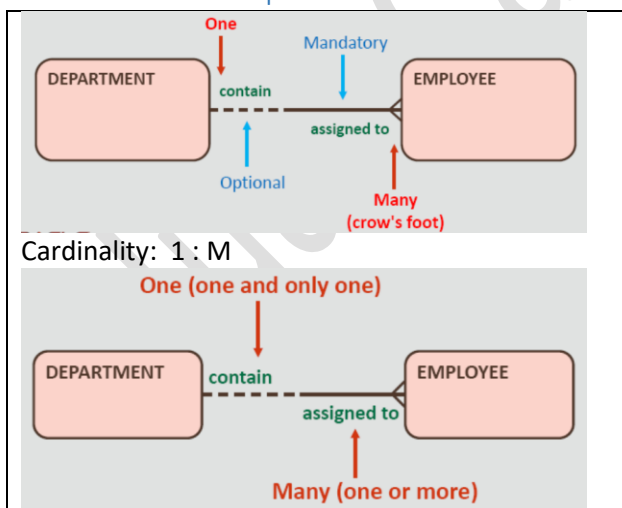 One
Mandatory
DEPARTMENT
EMPLOYEE
contain
assigned to
Optional
Many
(crow's foot)
Cardinality: 1 : M
One (one and only one)
DEPARTMENT
EMPLOYEE
contain
assigned to
Many (one or more)